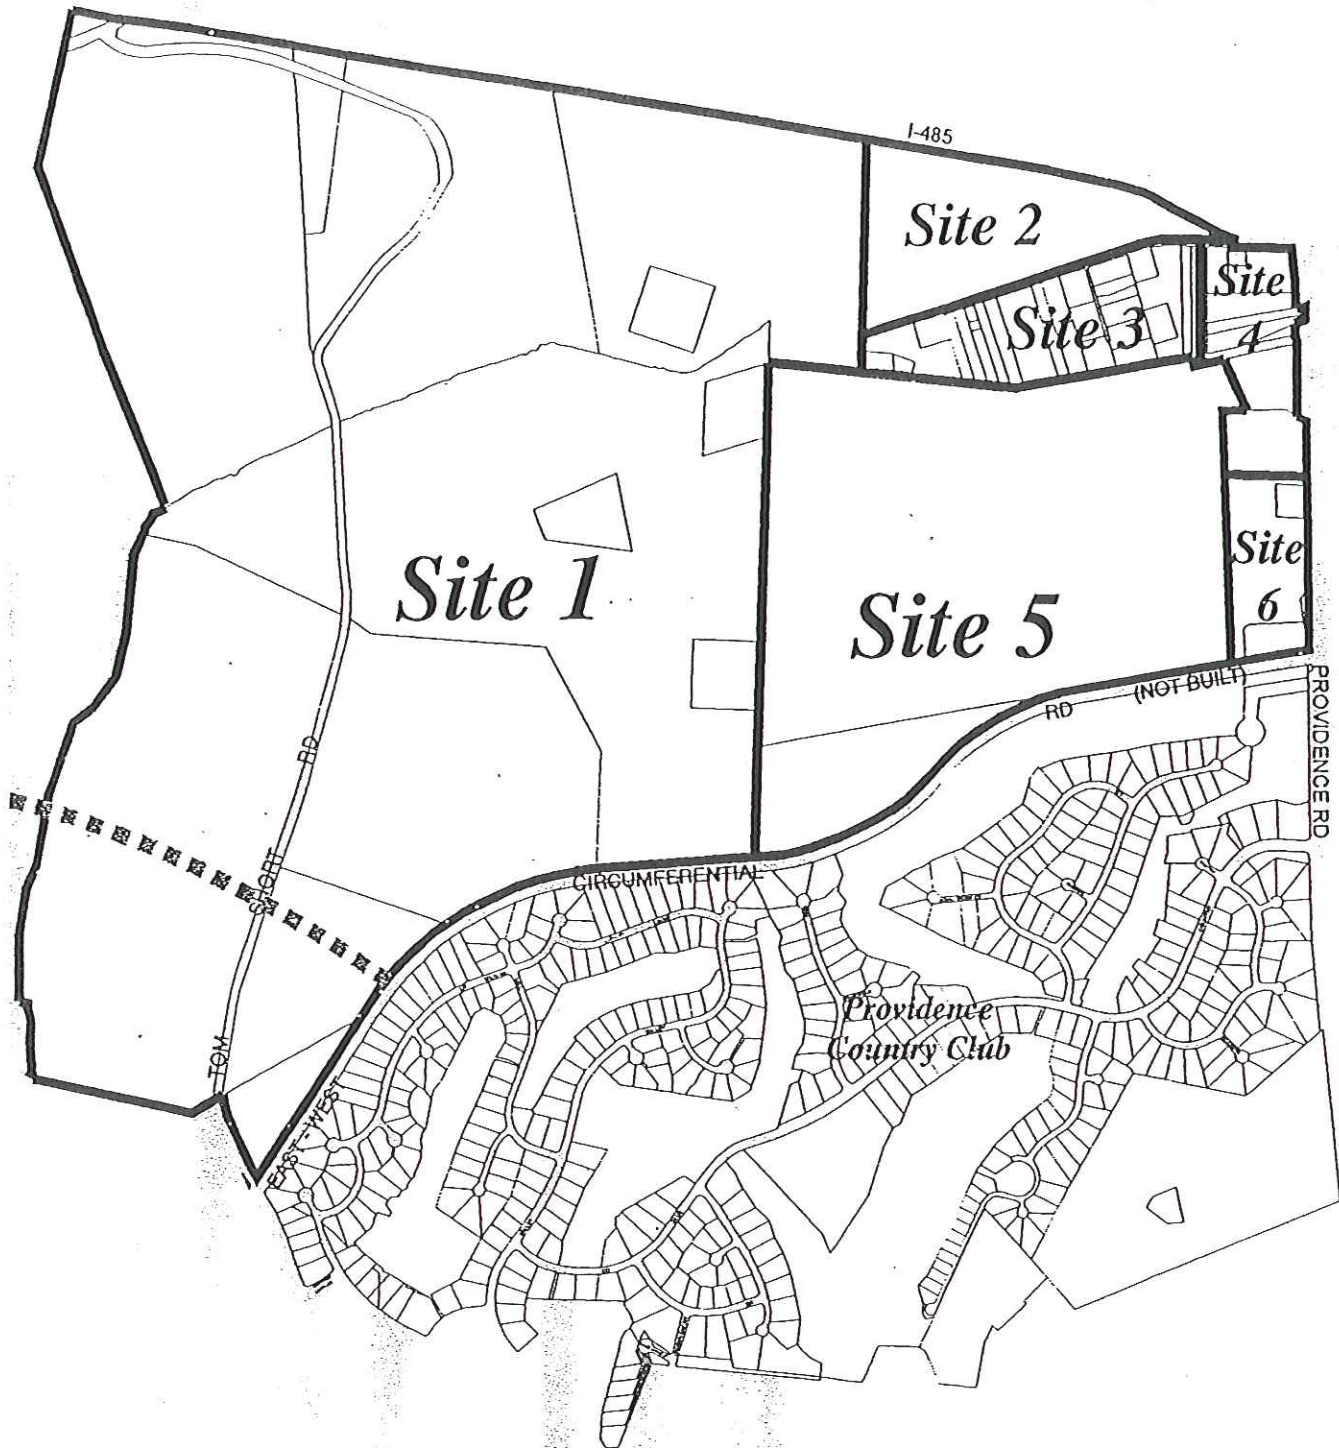 I-485
Site 2
Site
4
Site 3
Site 1
Site
6
Site 5
(NOT BUILT)
RD
PROVIDENCE RD
RD
SHORT
TOM
CIRCUMFERENTIAL
EAST - WEST
Providence
Country Club